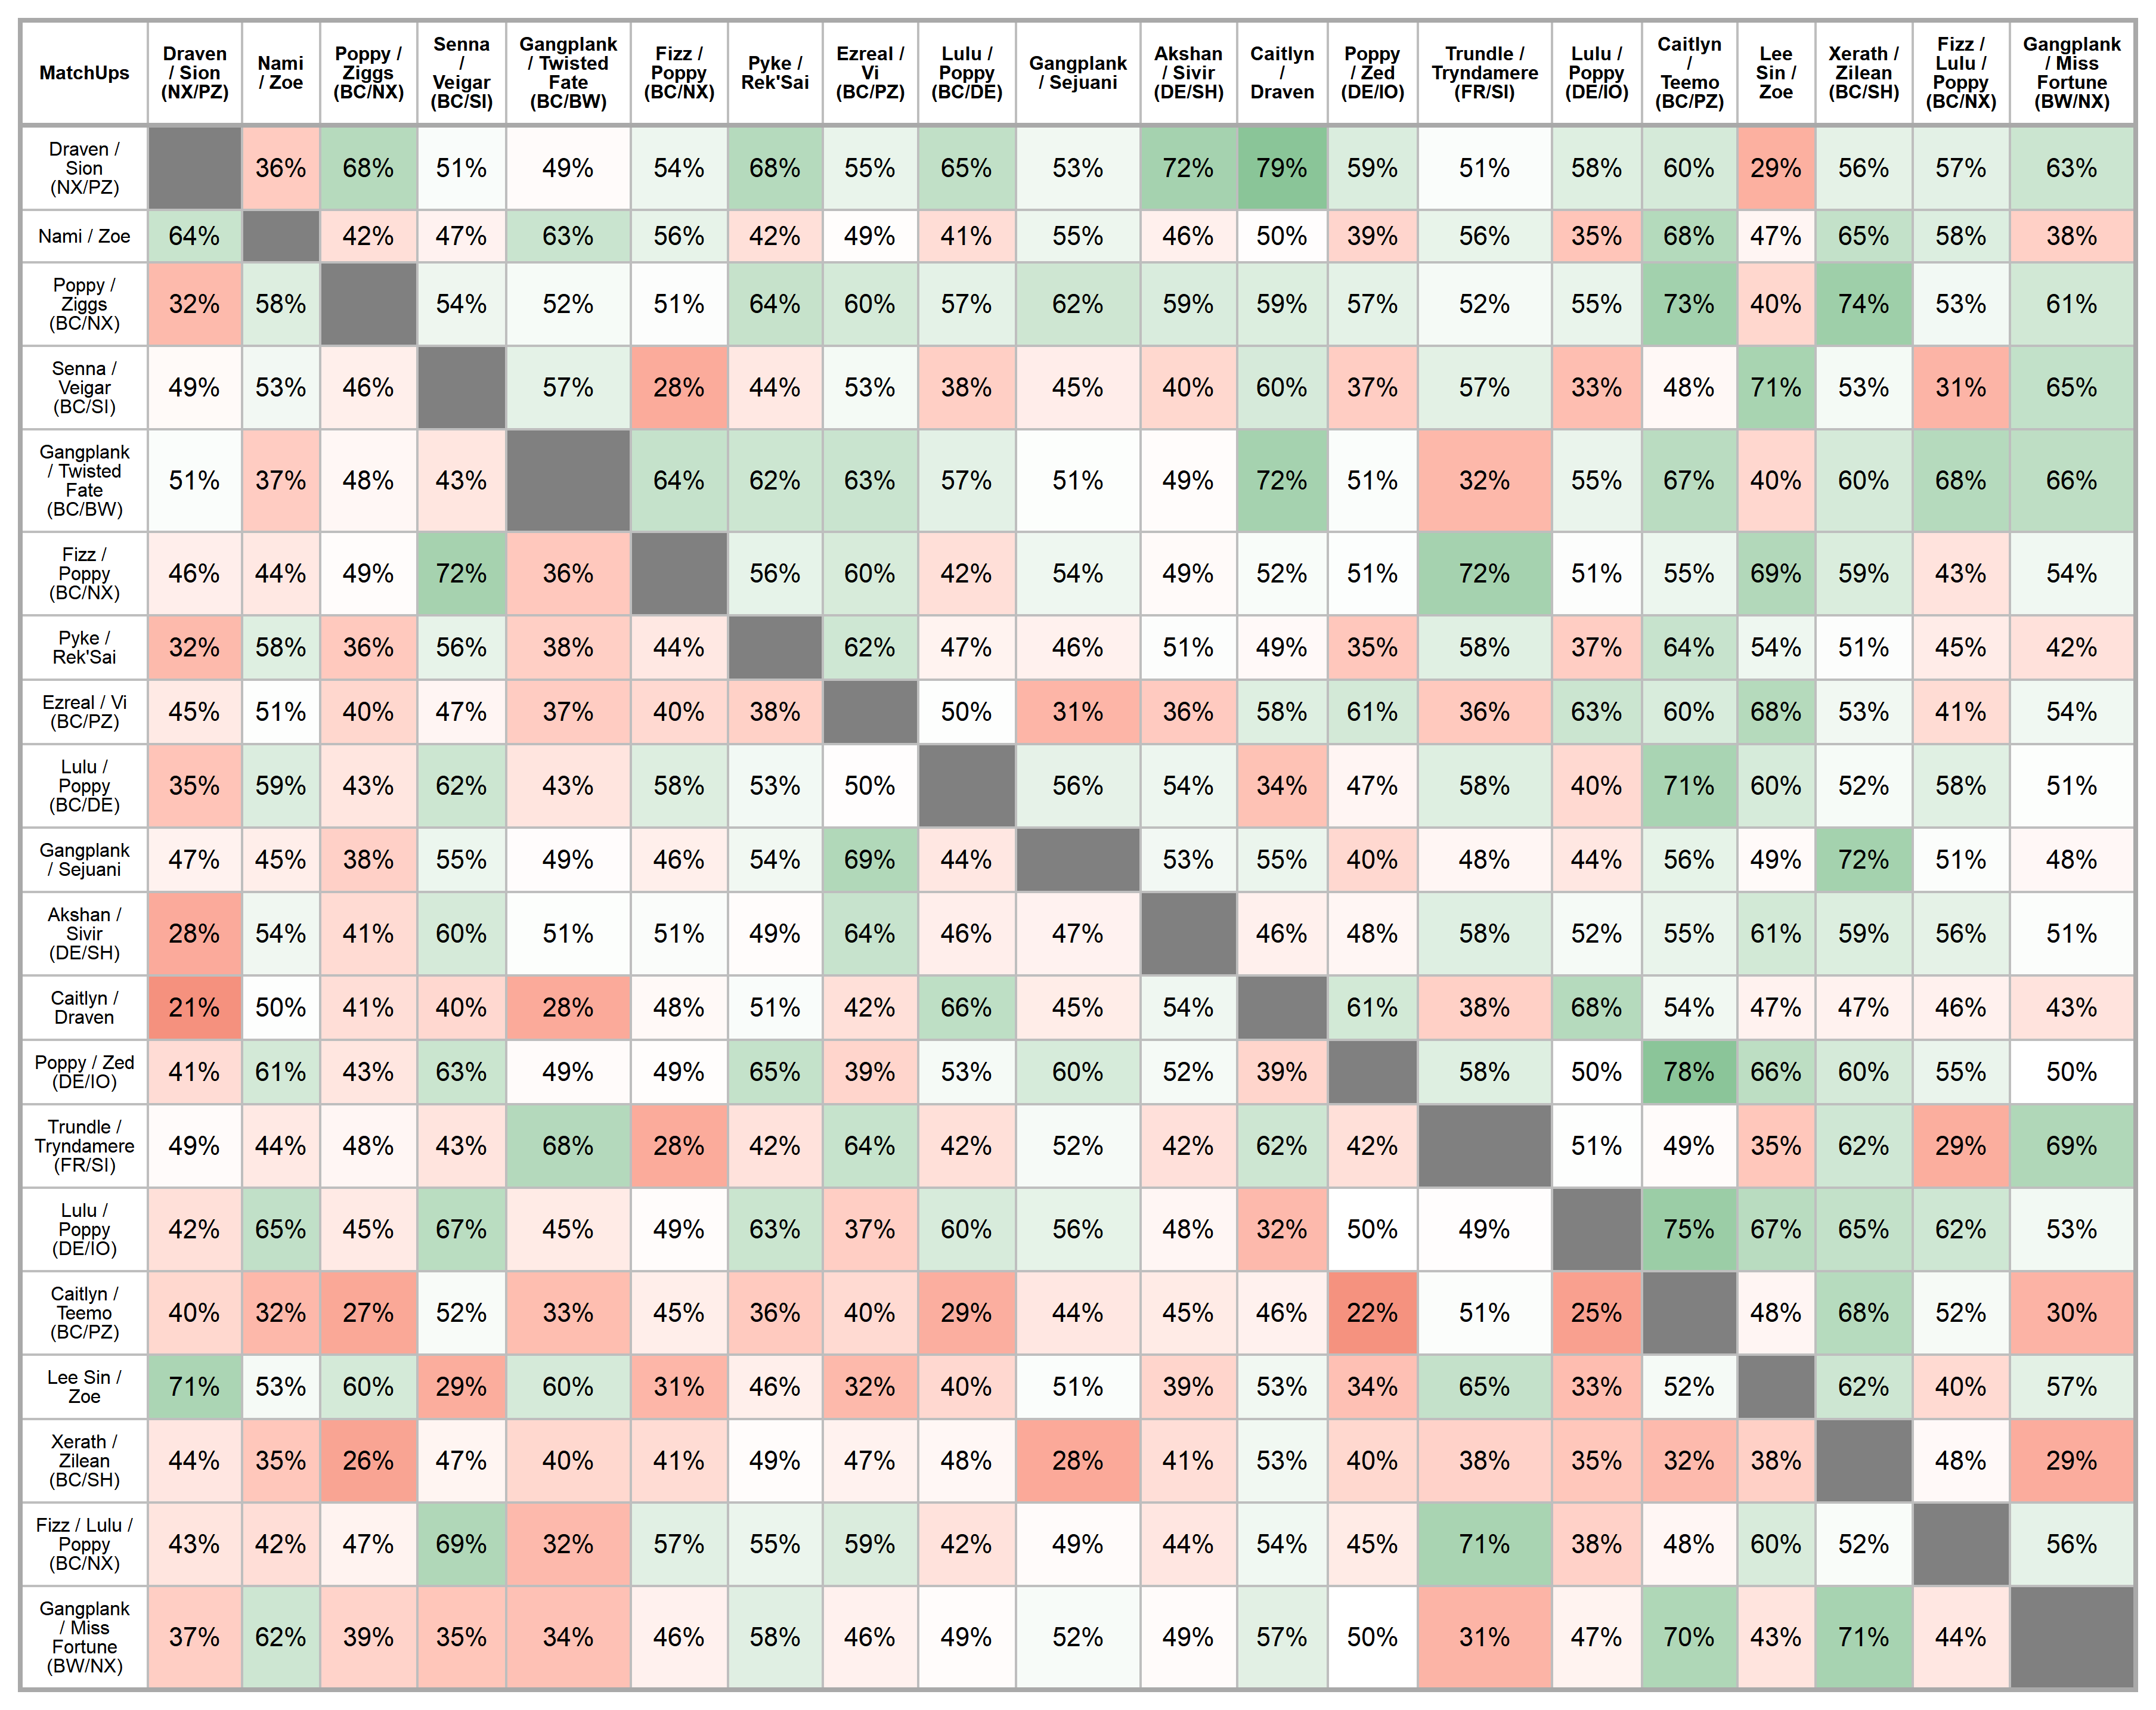 MatchUps Draven / Sion (NX/PZ) Nami / Zoe Poppy / Ziggs (BC/NX) Senna / Veigar (BC/SI) Gangplank / Twisted Fate (BC/BW) Fizz / Poppy (BC/NX) Pyke / Rek'Sai Ezreal / Vi (BC/PZ) Lulu / Poppy (BC/DE) Gangplank / Sejuani Akshan / Sivir (DE/SH) Caitlyn / Draven Poppy / Zed (DE/IO) Trundle / Tryndamere (FR/SI) Lulu / Poppy (DE/IO) Caitlyn / Teemo (BC/PZ) Lee Sin / Zoe Xerath / Zilean (BC/SH) Fizz / Lulu / Poppy (BC/NX) Gangplank / Miss Fortune (BW/NX)
Draven / Sion (NX/PZ) 36% 68% 51% 49% 54% 68% 55% 65% 53% 72% 79% 59% 51% 58% 60% 29% 56% 57% 63%
Nami / Zoe 64% 42% 47% 63% 56% 42% 49% 41% 55% 46% 50% 39% 56% 35% 68% 47% 65% 58% 38%
Poppy / Ziggs (BC/NX) 32% 58% 54% 52% 51% 64% 60% 57% 62% 59% 59% 57% 52% 55% 73% 40% 74% 53% 61%
Senna / Veigar (BC/SI) 49% 53% 46% 57% 28% 44% 53% 38% 45% 40% 60% 37% 57% 33% 48% 71% 53% 31% 65%
Gangplank / Twisted Fate (BC/BW) 51% 37% 48% 43% 64% 62% 63% 57% 51% 49% 72% 51% 32% 55% 67% 40% 60% 68% 66%
Fizz / Poppy (BC/NX) 46% 44% 49% 72% 36% 56% 60% 42% 54% 49% 52% 51% 72% 51% 55% 69% 59% 43% 54%
Pyke / Rek'Sai 32% 58% 36% 56% 38% 44% 62% 47% 46% 51% 49% 35% 58% 37% 64% 54% 51% 45% 42%
Ezreal / Vi (BC/PZ) 45% 51% 40% 47% 37% 40% 38% 50% 31% 36% 58% 61% 36% 63% 60% 68% 53% 41% 54%
Lulu / Poppy (BC/DE) 35% 59% 43% 62% 43% 58% 53% 50% 56% 54% 34% 47% 58% 40% 71% 60% 52% 58% 51%
Gangplank / Sejuani 47% 45% 38% 55% 49% 46% 54% 69% 44% 53% 55% 40% 48% 44% 56% 49% 72% 51% 48%
Akshan / Sivir (DE/SH) 28% 54% 41% 60% 51% 51% 49% 64% 46% 47% 46% 48% 58% 52% 55% 61% 59% 56% 51%
Caitlyn / Draven 21% 50% 41% 40% 28% 48% 51% 42% 66% 45% 54% 61% 38% 68% 54% 47% 47% 46% 43%
Poppy / Zed (DE/IO) 41% 61% 43% 63% 49% 49% 65% 39% 53% 60% 52% 39% 58% 50% 78% 66% 60% 55% 50%
Trundle / Tryndamere (FR/SI) 49% 44% 48% 43% 68% 28% 42% 64% 42% 52% 42% 62% 42% 51% 49% 35% 62% 29% 69%
Lulu / Poppy (DE/IO) 42% 65% 45% 67% 45% 49% 63% 37% 60% 56% 48% 32% 50% 49% 75% 67% 65% 62% 53%
Caitlyn / Teemo (BC/PZ) 40% 32% 27% 52% 33% 45% 36% 40% 29% 44% 45% 46% 22% 51% 25% 48% 68% 52% 30%
Lee Sin / Zoe 71% 53% 60% 29% 60% 31% 46% 32% 40% 51% 39% 53% 34% 65% 33% 52% 62% 40% 57%
Xerath / Zilean (BC/SH) 44% 35% 26% 47% 40% 41% 49% 47% 48% 28% 41% 53% 40% 38% 35% 32% 38% 48% 29%
Fizz / Lulu / Poppy (BC/NX) 43% 42% 47% 69% 32% 57% 55% 59% 42% 49% 44% 54% 45% 71% 38% 48% 60% 52% 56%
Gangplank / Miss Fortune (BW/NX) 37% 62% 39% 35% 34% 46% 58% 46% 49% 52% 49% 57% 50% 31% 47% 70% 43% 71% 44%